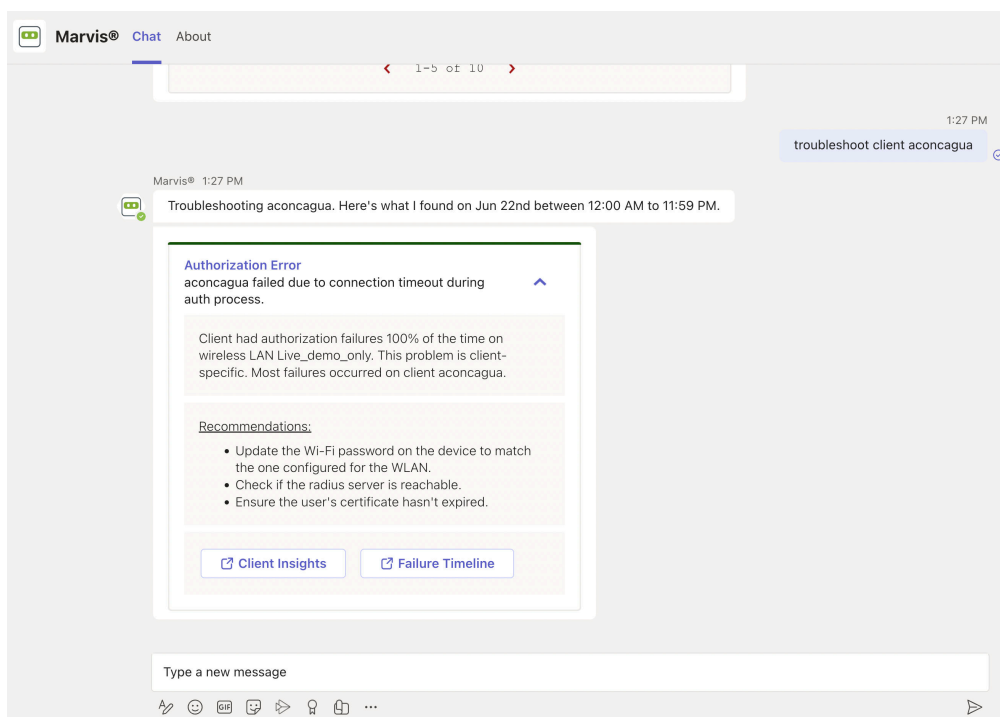 Marvis® Chat About
1-5 of 10
1:27 PM
troubleshoot client aconcagua
Marvis® 1:27 PM
Troubleshooting aconcagua. Here's what I found on Jun 22nd between 12:00 AM to 11:59 PM.
Authorization Error
aconcagua failed due to connection timeout during
auth process.
Client had authorization failures 100% of the time on
wireless LAN Live_demo_only. This problem is client-
specific. Most failures occurred on client aconcagua.
Recommendations:
• Update the Wi-Fi password on the device to match
the one configured for the WLAN.
• Check if the radius server is reachable.
• Ensure the user's certificate hasn't expired.
Client Insights Failure Timeline
Type a new message
GIF